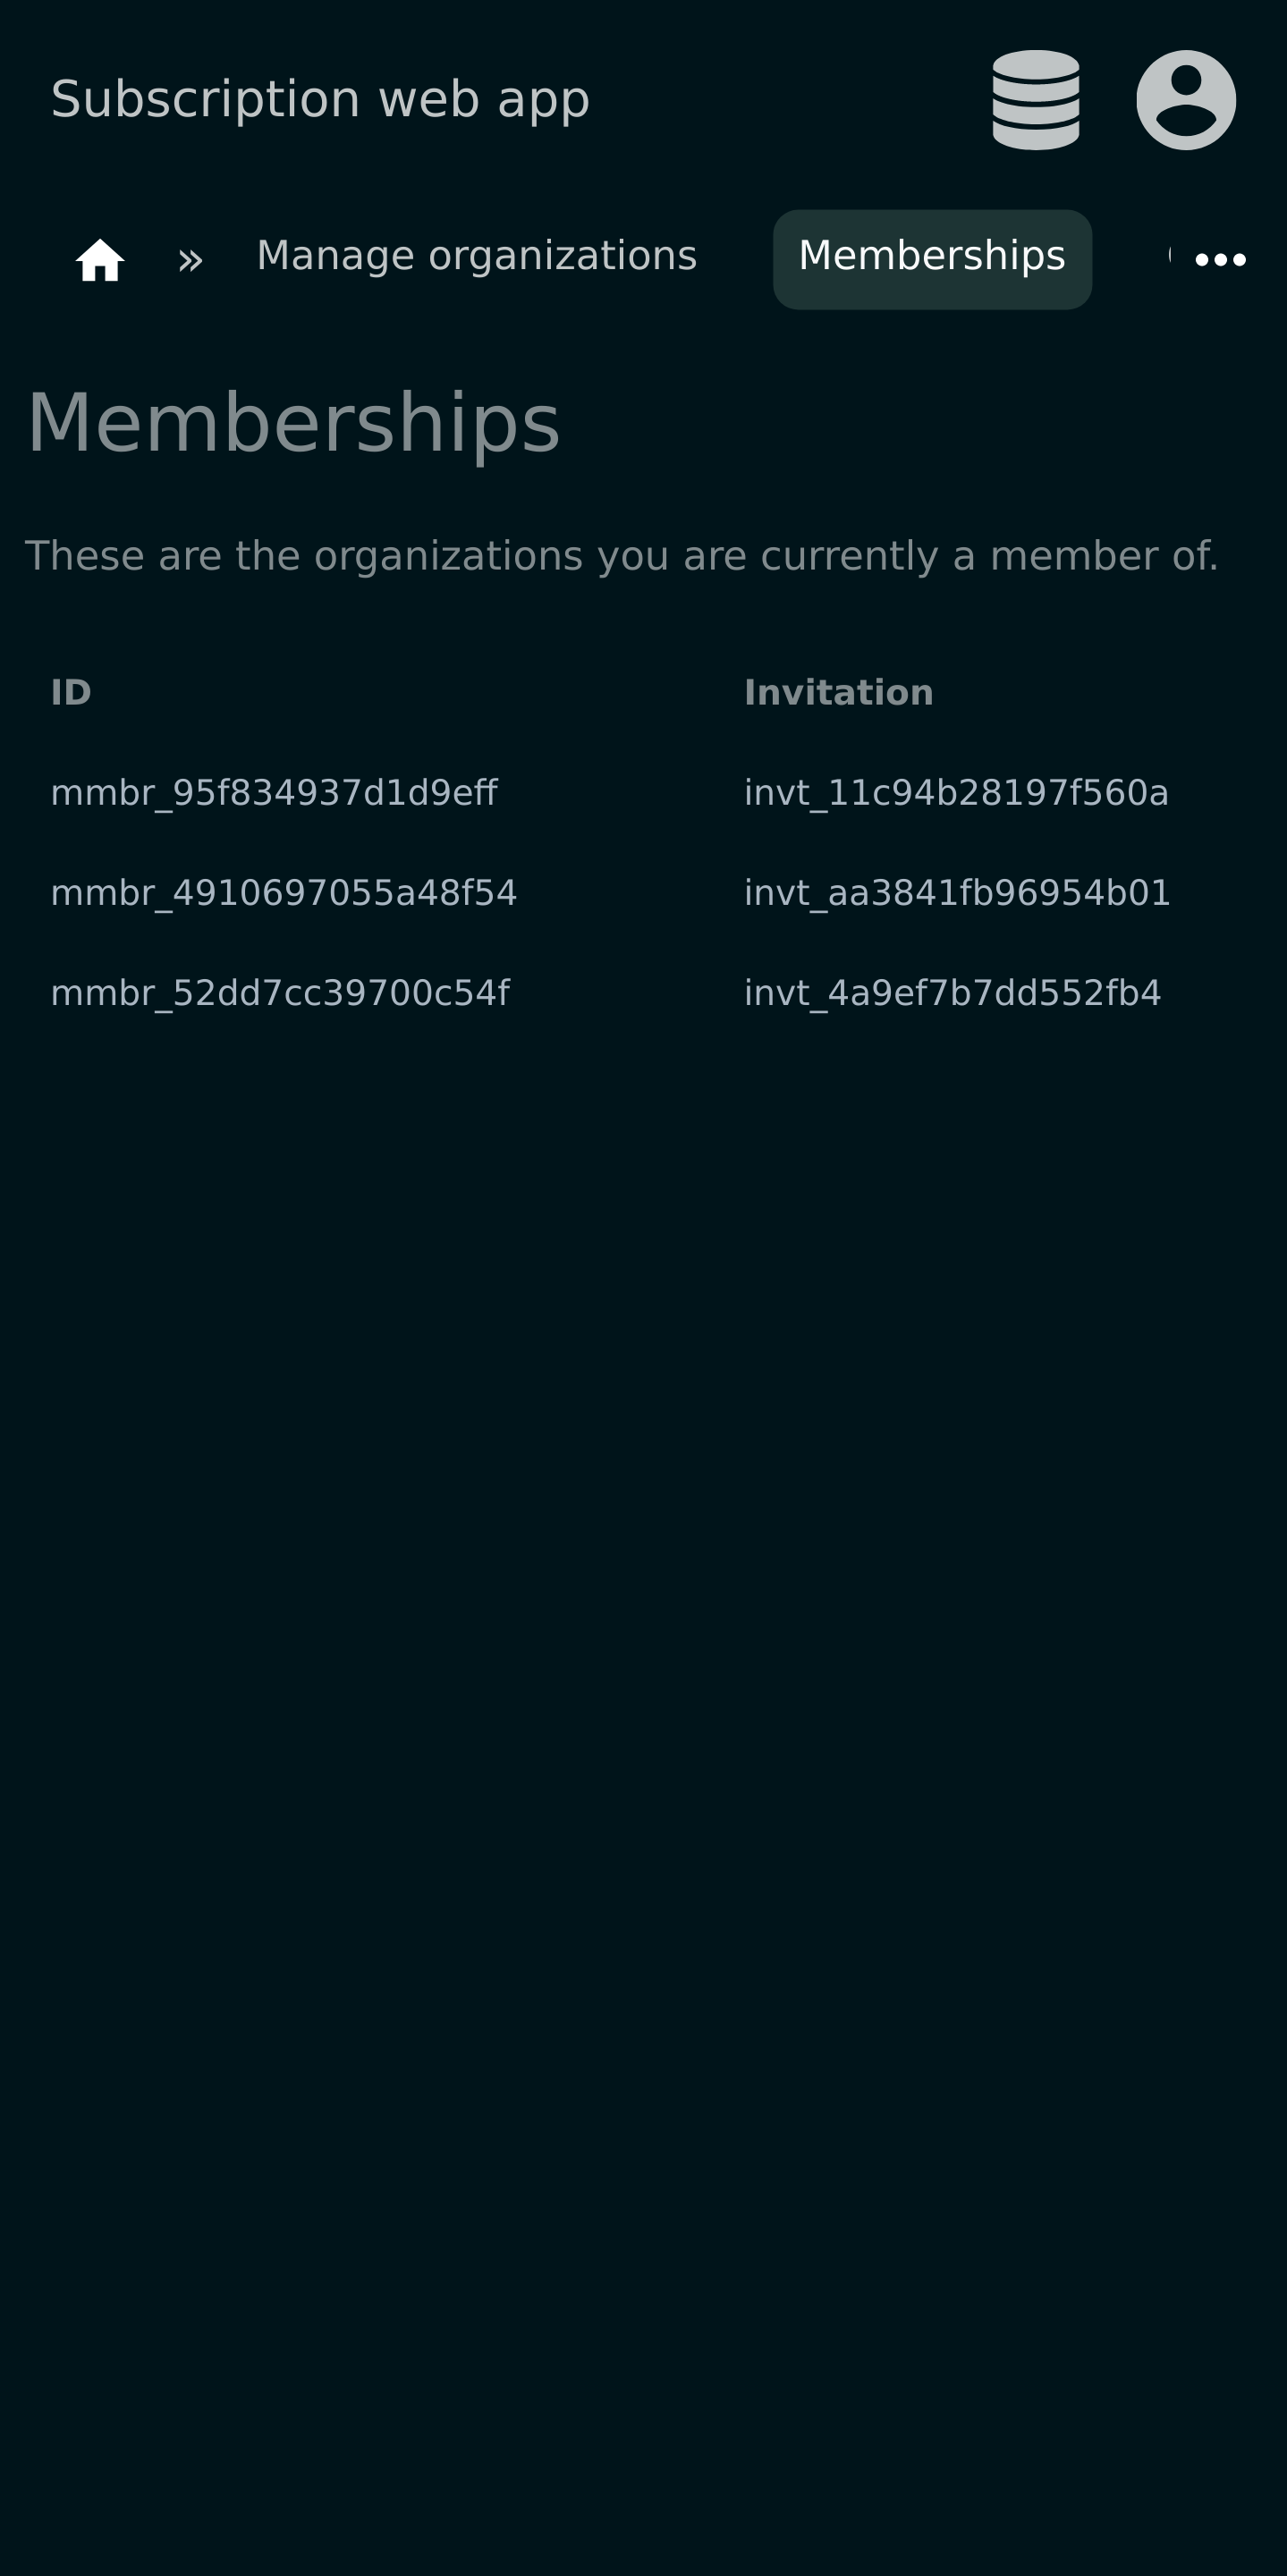 Subscription web app
» Manage organizations Memberships
Memberships
These are the organizations you are currently a member of.
ID Invitation
mmbr_95f834937d1d9eff invt_11c94b28197f560a
mmbr_4910697055a48f54 invt_aa3841fb96954b01
mmbr_52dd7cc39700c54f invt_4a9ef7b7dd552fb4